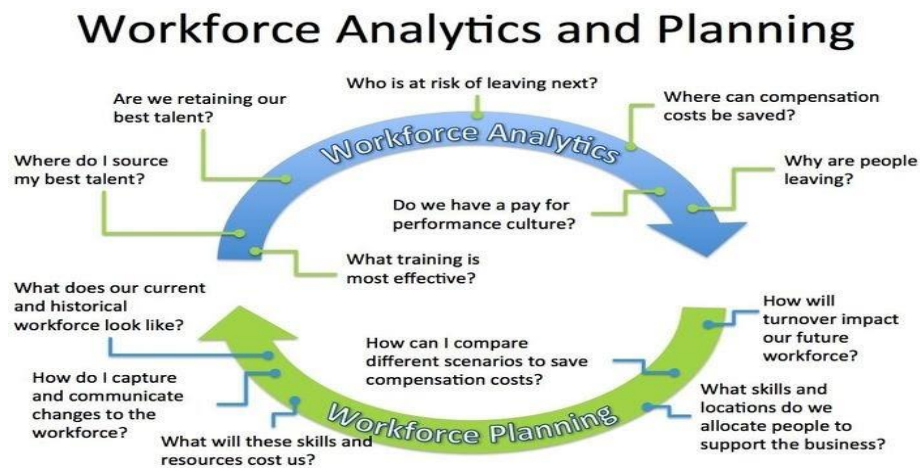 Workforce Analytics and Planning
Who is at risk of leaving next?
Are we retaining our
best talent?
Where can compensation
costs be saved?
Workforce Analytics
Where do I source
my best talent?
Why are people
leaving?
Do we have a pay for
performance culture?
What training is
most effective?
What does our current
and historical
workforce look like?
How will
turnover impact
our future
workforce?
How can I compare
different scenarios to save
compensation costs?
How do I capture
and communicate
changes to the
workforce?
What skills and
locations do we
allocate people to
support the business?
Workforce Planning
What will these skills and
resources cost us?